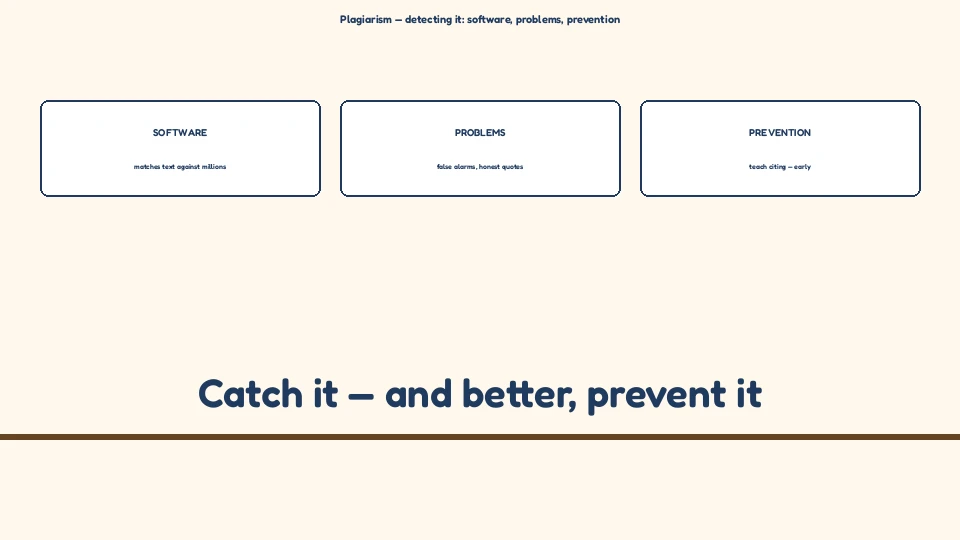 Plagiarism — detecting it: software, problems, prevention
SOFTWARE
matches text against millions
PROBLEMS
false alarms, honest quotes
PREVENTION
teach citing — early
Catch it — and better, prevent it